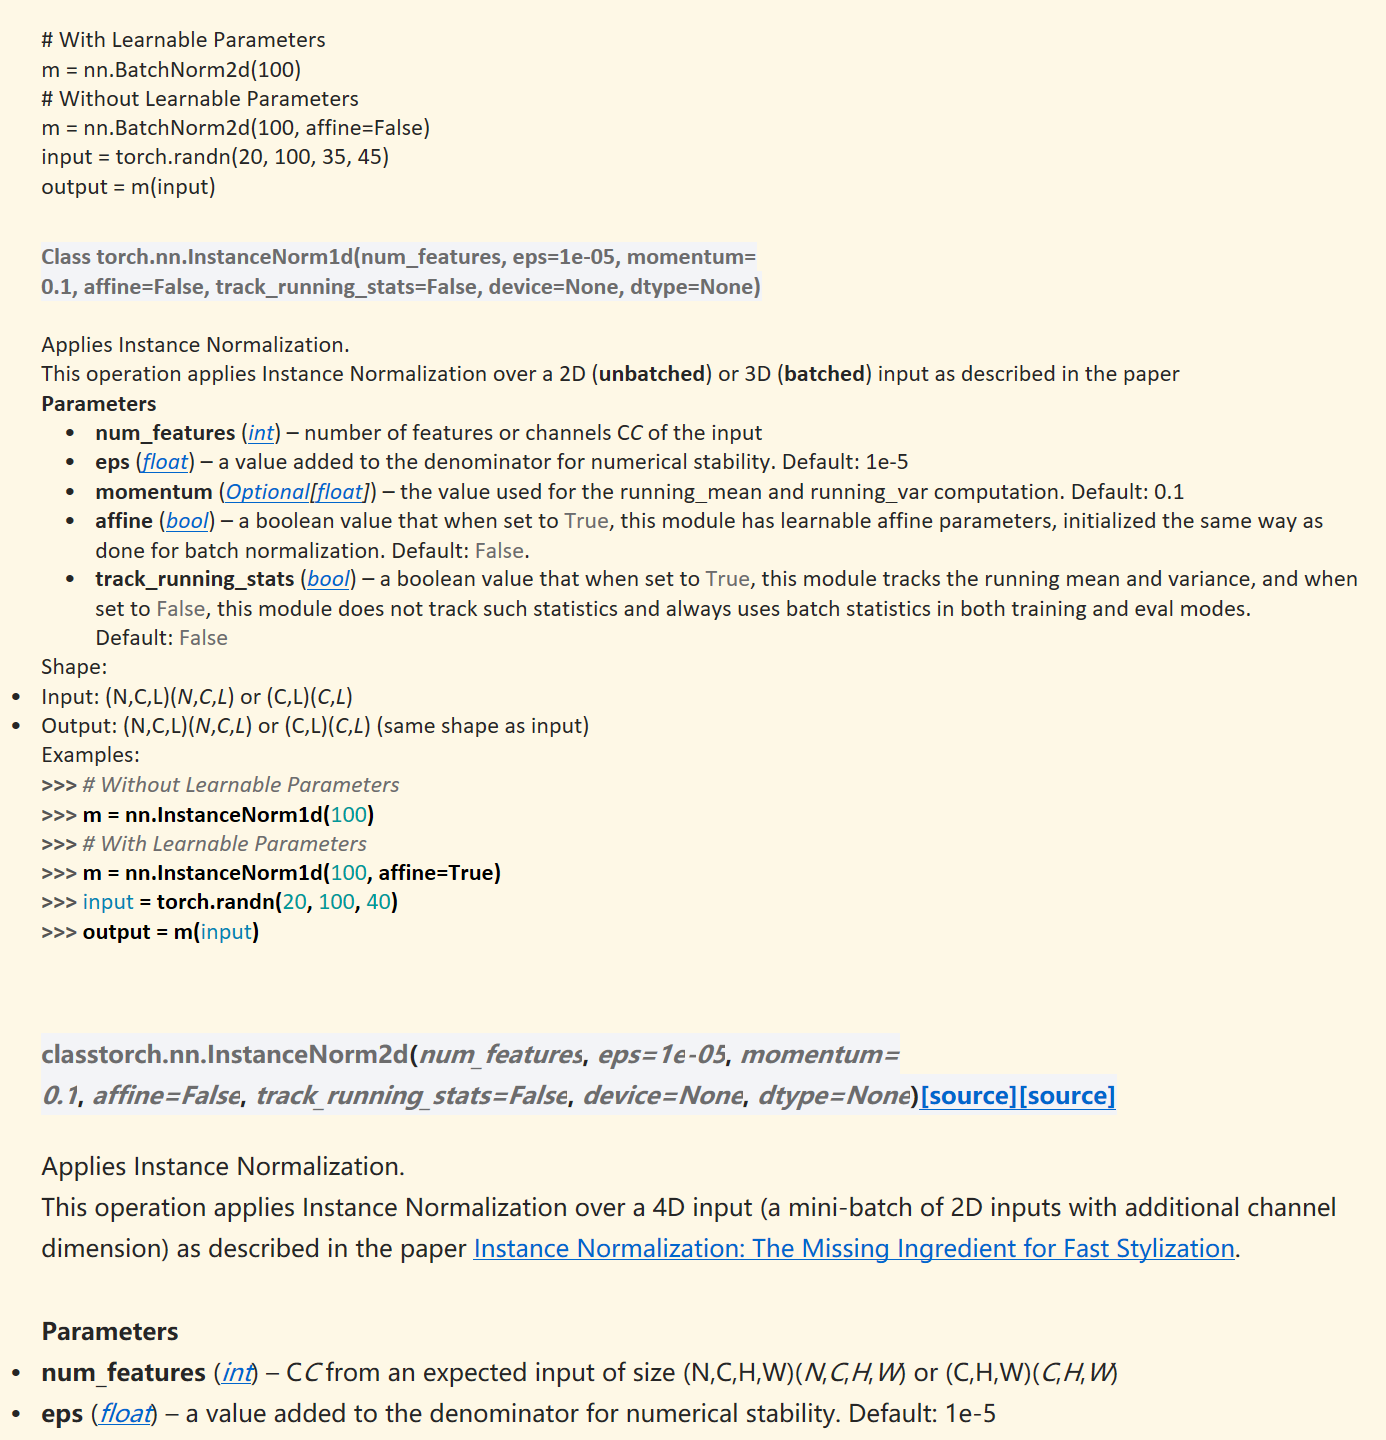 # With Learnable Parameters
m = nn.BatchNorm2d(100)
# Without Learnable Parameters
m = nn.BatchNorm2d(100, affine=False)
input = torch.randn(20, 100, 35, 45)
output = m(input)
Class torch.nn.InstanceNorm1d(num_features, eps=1e-05, momentum=
0.1, affine=False, track_running_stats=False, device=None, dtype=None)
Applies Instance Normalization.
This operation applies Instance Normalization over a 2D (unbatched) or 3D (batched) input as described in the paper
Parameters
• num_features (int) – number of features or channels CC of the input
• eps (float) – a value added to the denominator for numerical stability. Default: 1e-5
• momentum (Optional[float]) – the value used for the running_mean and running_var computation. Default: 0.1
• affine (bool) – a boolean value that when set to True, this module has learnable affine parameters, initialized the same way as
done for batch normalization. Default: False.
• track_running_stats (bool) – a boolean value that when set to True, this module tracks the running mean and variance, and when
set to False, this module does not track such statistics and always uses batch statistics in both training and eval modes.
Default: False
Shape:
• Input: (N,C,L)(N,C,L) or (C,L)(C,L)
• Output: (N,C,L)(N,C,L) or (C,L)(C,L) (same shape as input)
Examples:
>>> # Without Learnable Parameters
>>> m = nn.InstanceNorm1d(100)
>>> # With Learnable Parameters
>>> m = nn.InstanceNorm1d(100, affine=True)
>>> input = torch.randn(20, 100, 40)
>>> output = m(input)
classtorch.nn.InstanceNorm2d(num_features, eps=1e-05, momentum=
0.1, affine=False, track_running_stats=False, device=None, dtype=None)[source][source]
Applies Instance Normalization.
This operation applies Instance Normalization over a 4D input (a mini-batch of 2D inputs with additional channel
dimension) as described in the paper Instance Normalization: The Missing Ingredient for Fast Stylization.
Parameters
• num_features (int) – CC from an expected input of size (N,C,H,W)(N,C,H,W) or (C,H,W)(C,H,W)
• eps (float) – a value added to the denominator for numerical stability. Default: 1e-5